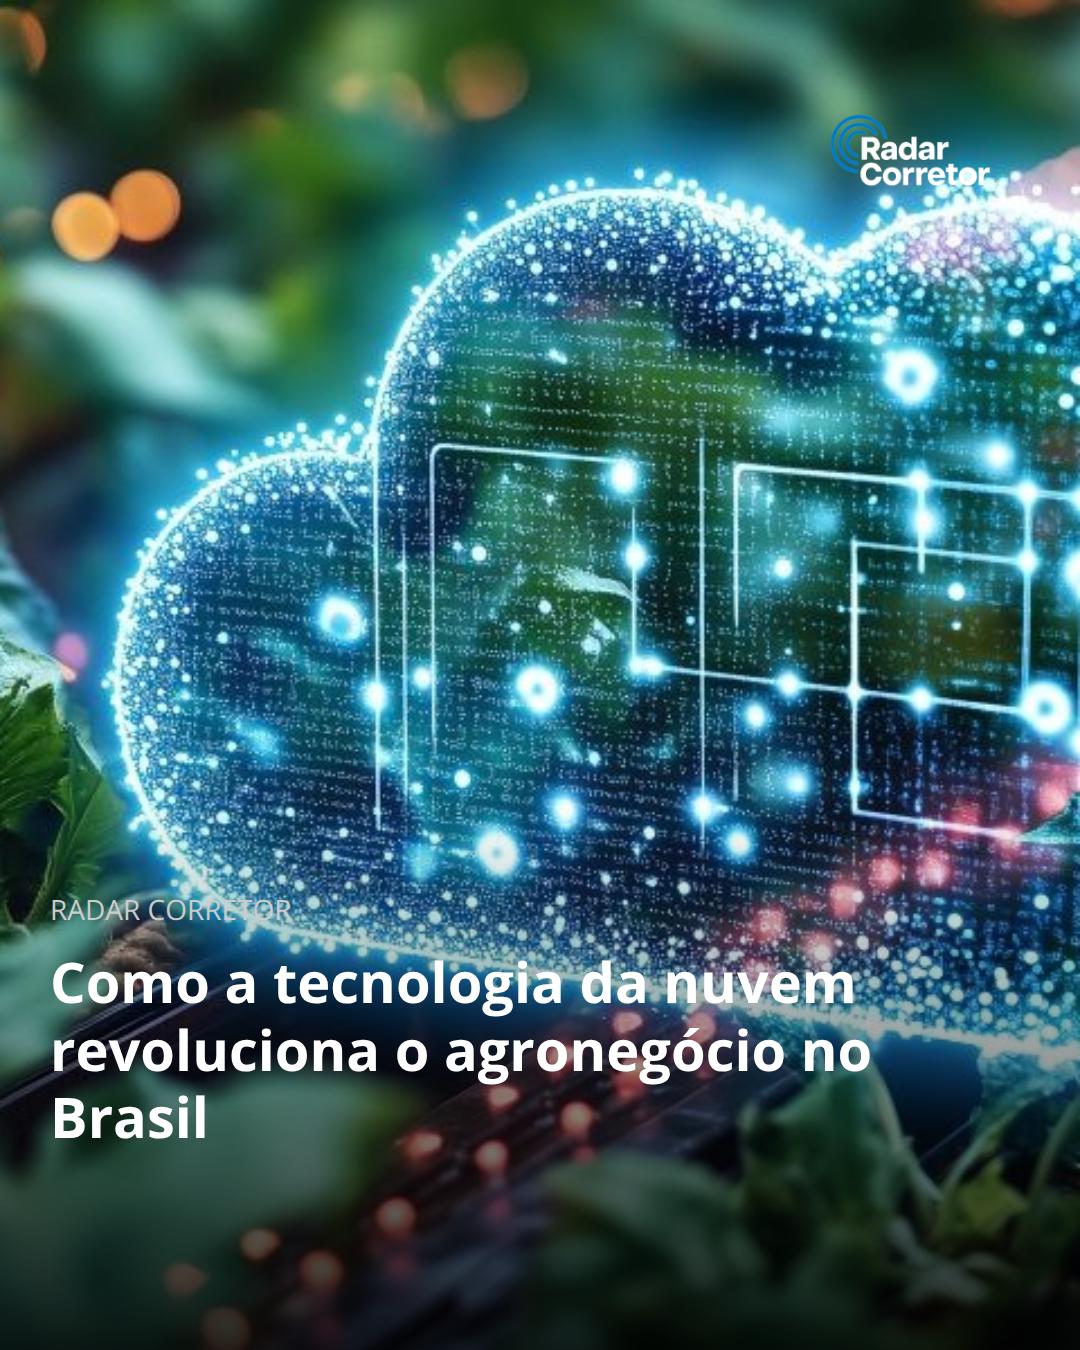 Radar
Corretor
RADAR CORRETOR
Como a tecnologia da nuvem
revoluciona o agronegócio no
Brasil